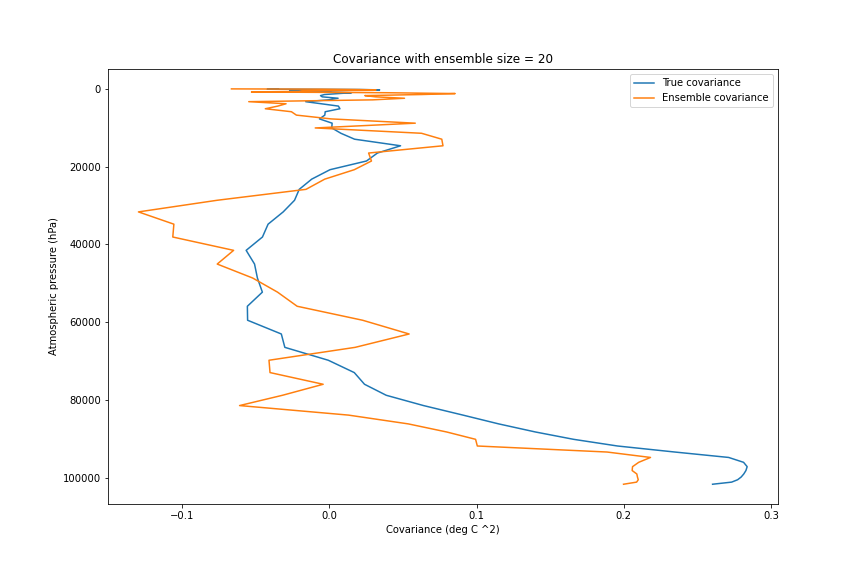 Covariance with ensemble size = 20
True covariance
Ensemble covariance
Atmospheric pressure (hPa)
0
20000
40000
60000
80000
100000
−0.1
0.0
0.1
0.2
0.3
Covariance (deg C ^2)